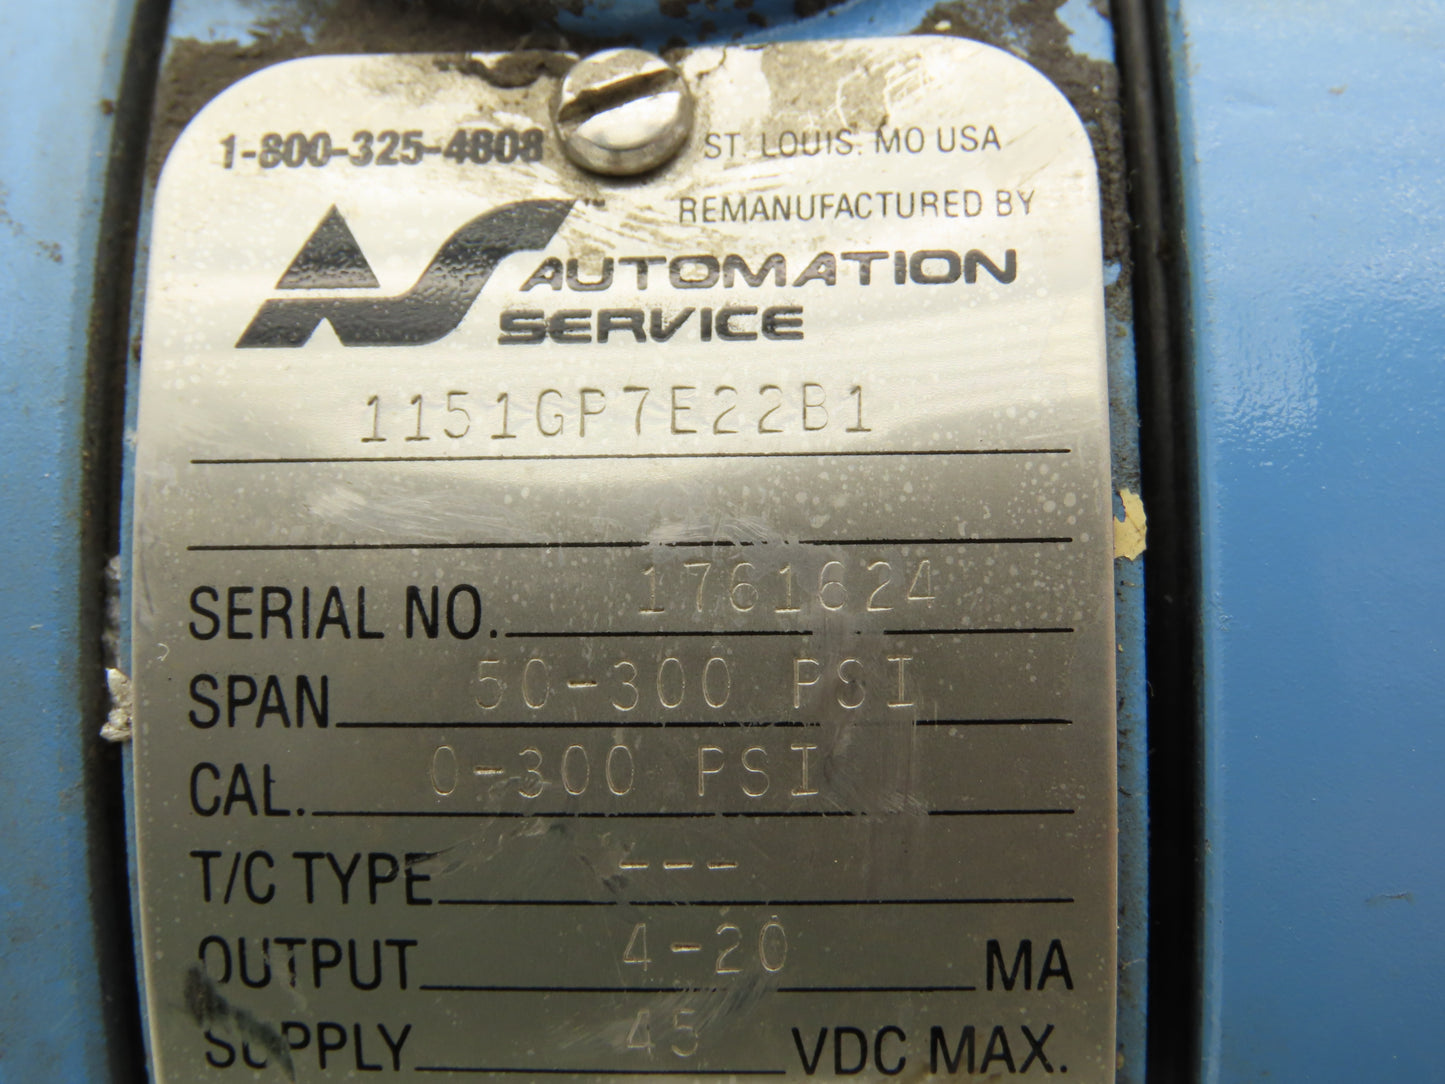 1-800-325-4808
ST. LOUIS. MO USA
REMANUFACTURED BY
AS™ AUTOMATION
SERVICE
1151GP7E22B1
SERIAL NO. 1761624
SPAN 50-300 PSI
CAL. 0-300 PSI
T/C TYPE ---
OUTPUT 4-20 MA
SUPPLY 45 VDC MAX.